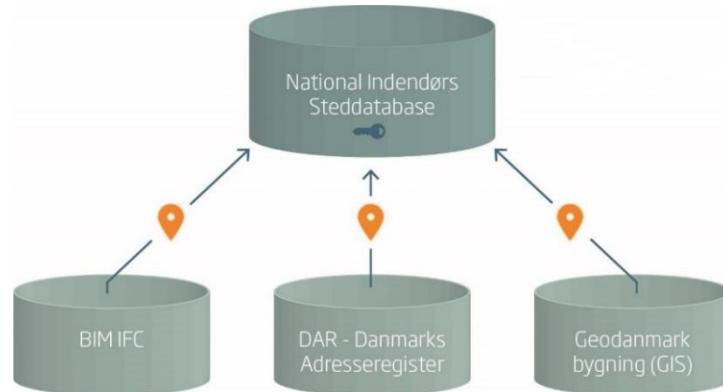 National Indendørs
Steddatabase
BIM IFC
DAR - Danmarks
Adresseregister
Geodanmark
bygning (GIS)